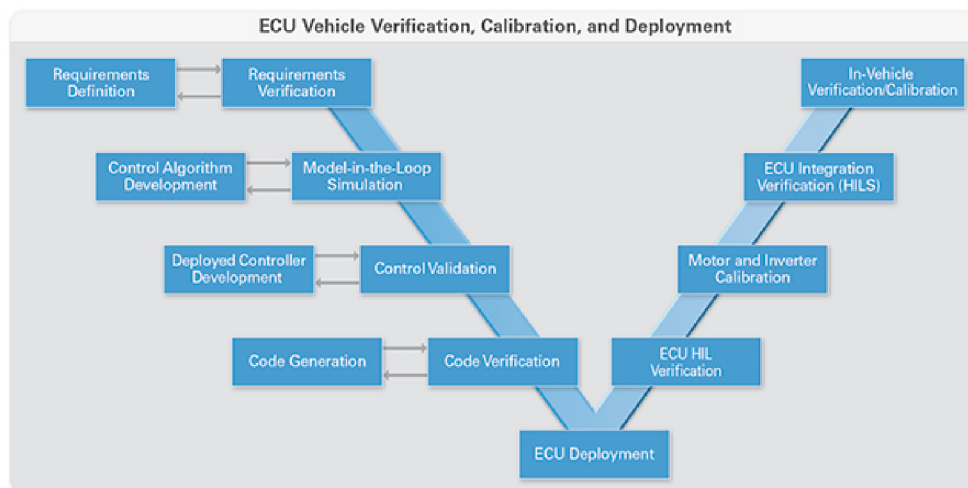 ECU Vehicle Verification, Calibration, and Deployment
Requirements
Definition
Requirements
Verification
In-Vehicle
Verification/Calibration
Control Algorithm
Development
Model-in-the-Loop
Simulation
ECU Integration
Verification (HILS)
Deployed Controller
Development
Control Validation
Motor and Inverter
Calibration
Code Generation
Code Verification
ECU HIL
Verification
ECU Deployment